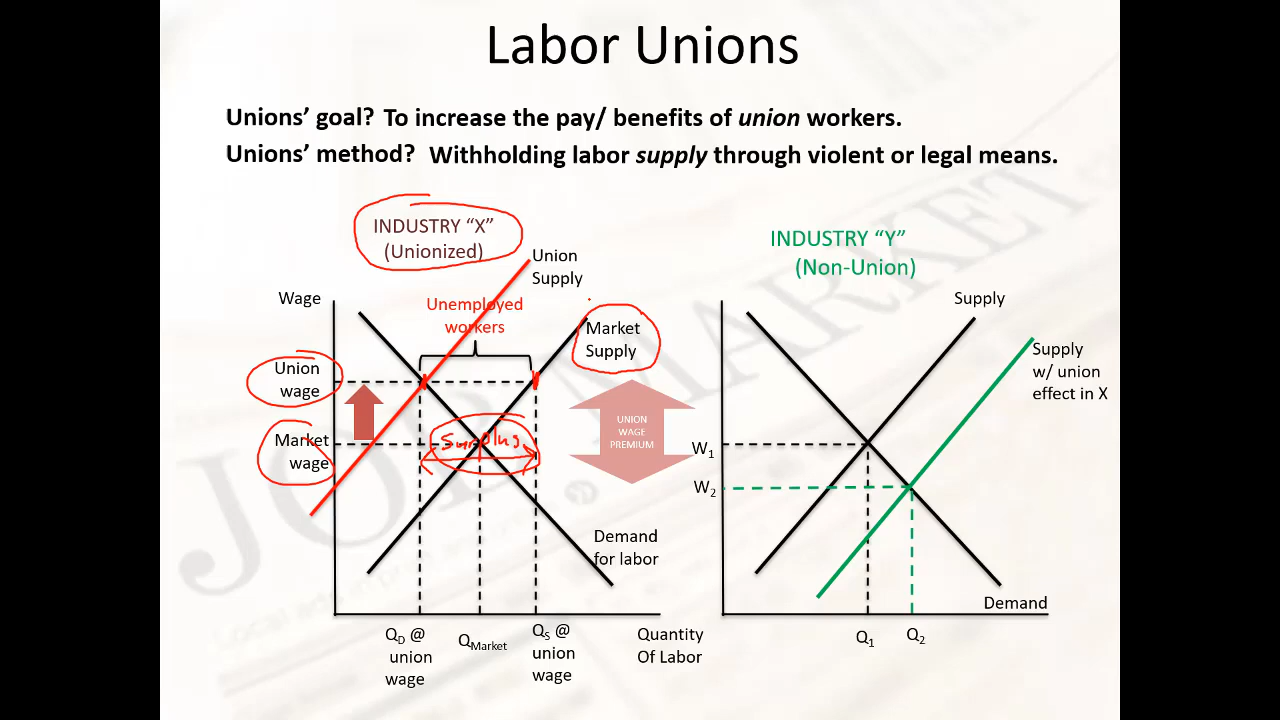 Labor Unions
Unions’ goal? To increase the pay/ benefits of union workers.
Unions’ method? Withholding labor supply through violent or legal means.
INDUSTRY “X”
(Unionized)
Union
Supply
Wage
Unemployed
workers
Market
Supply
Union
wage
Market
wage
Surplus
UNION
WAGE
PREMIUM
Demand
for labor
QD @
union
wage
QMarket
QS @
union
wage
Quantity
Of Labor
INDUSTRY “Y”
(Non-Union)
Supply
Supply
w/ union
effect in X
W1
W2
Demand
Q1
Q2
JOB MARKET